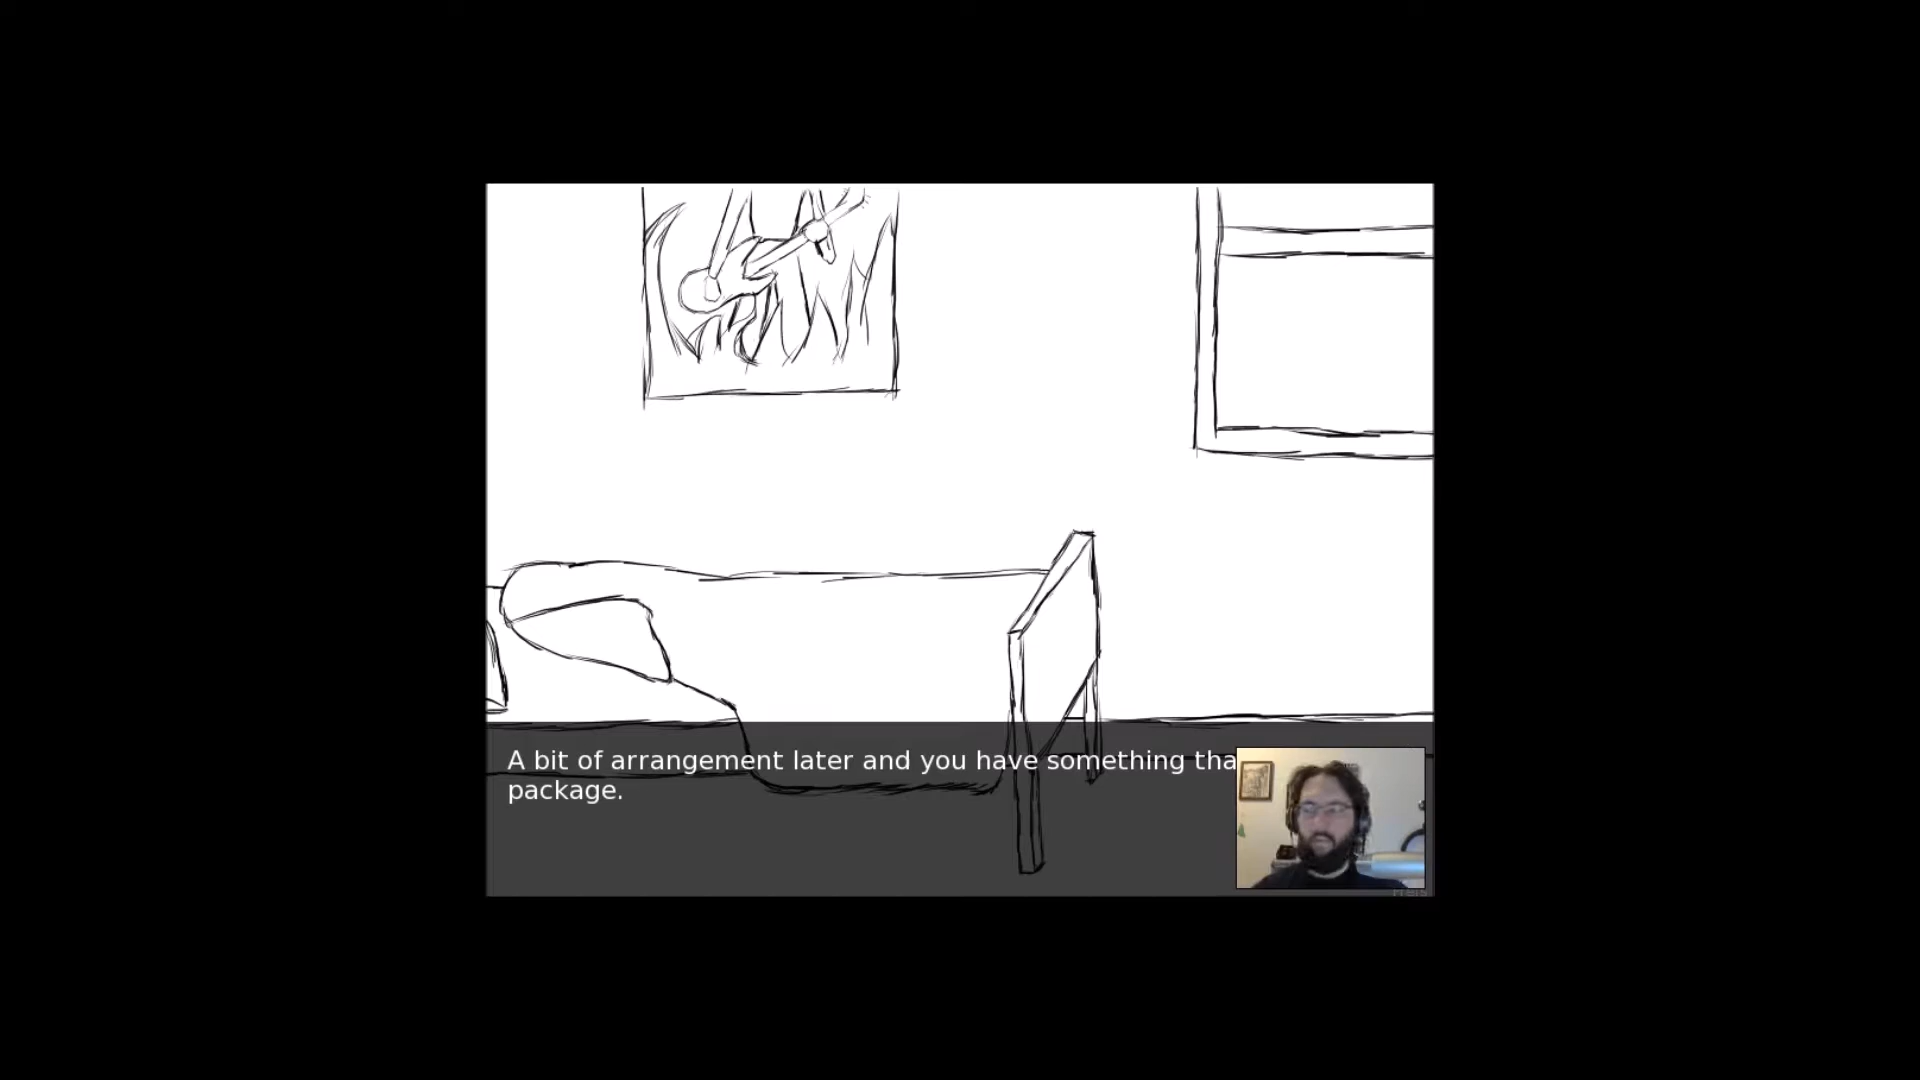 A bit of arrangement later and you have something tha
package.